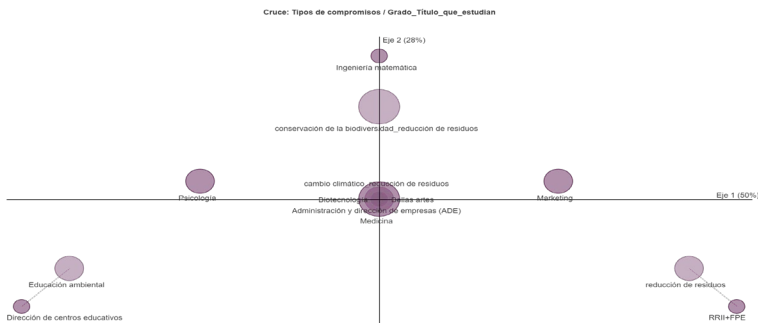 Cruce: Tipos de compromisos / Grado_Título_que_estudian
Eje 2 (28%)
Ingeniería matemática
conservación de la biodiversidad_reducción de residuos
cambio climático_reducción de residuos
Eje 1 (50%)
Psicología
Biotecnología
Bellas artes
Marketing
Administración y dirección de empresas (ADE)
Medicina
Educación ambiental
reducción de residuos
Dirección de centros educativos
RRII+FPE